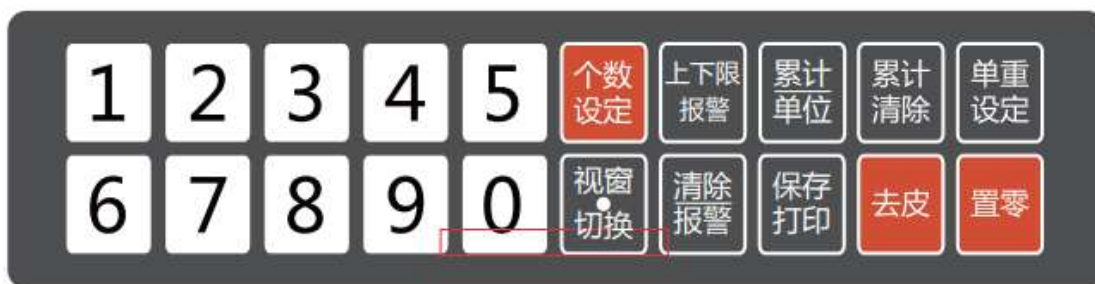 1 2 3 4 5 个数 上下限 累计 累计 单重
设定 报警 单位 清除 设定
6 7 8 9 0 视窗 清除 保存 去皮 置零
切换 报警 打印